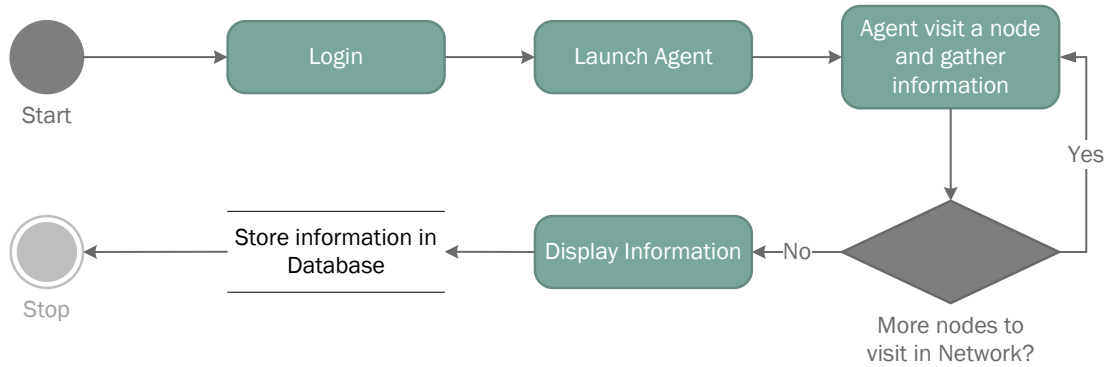 Start
Login
Launch Agent
Agent visit a node
and gather
information
Yes
More nodes to
visit in Network?
No
Display Information
Store information in
Database
Stop